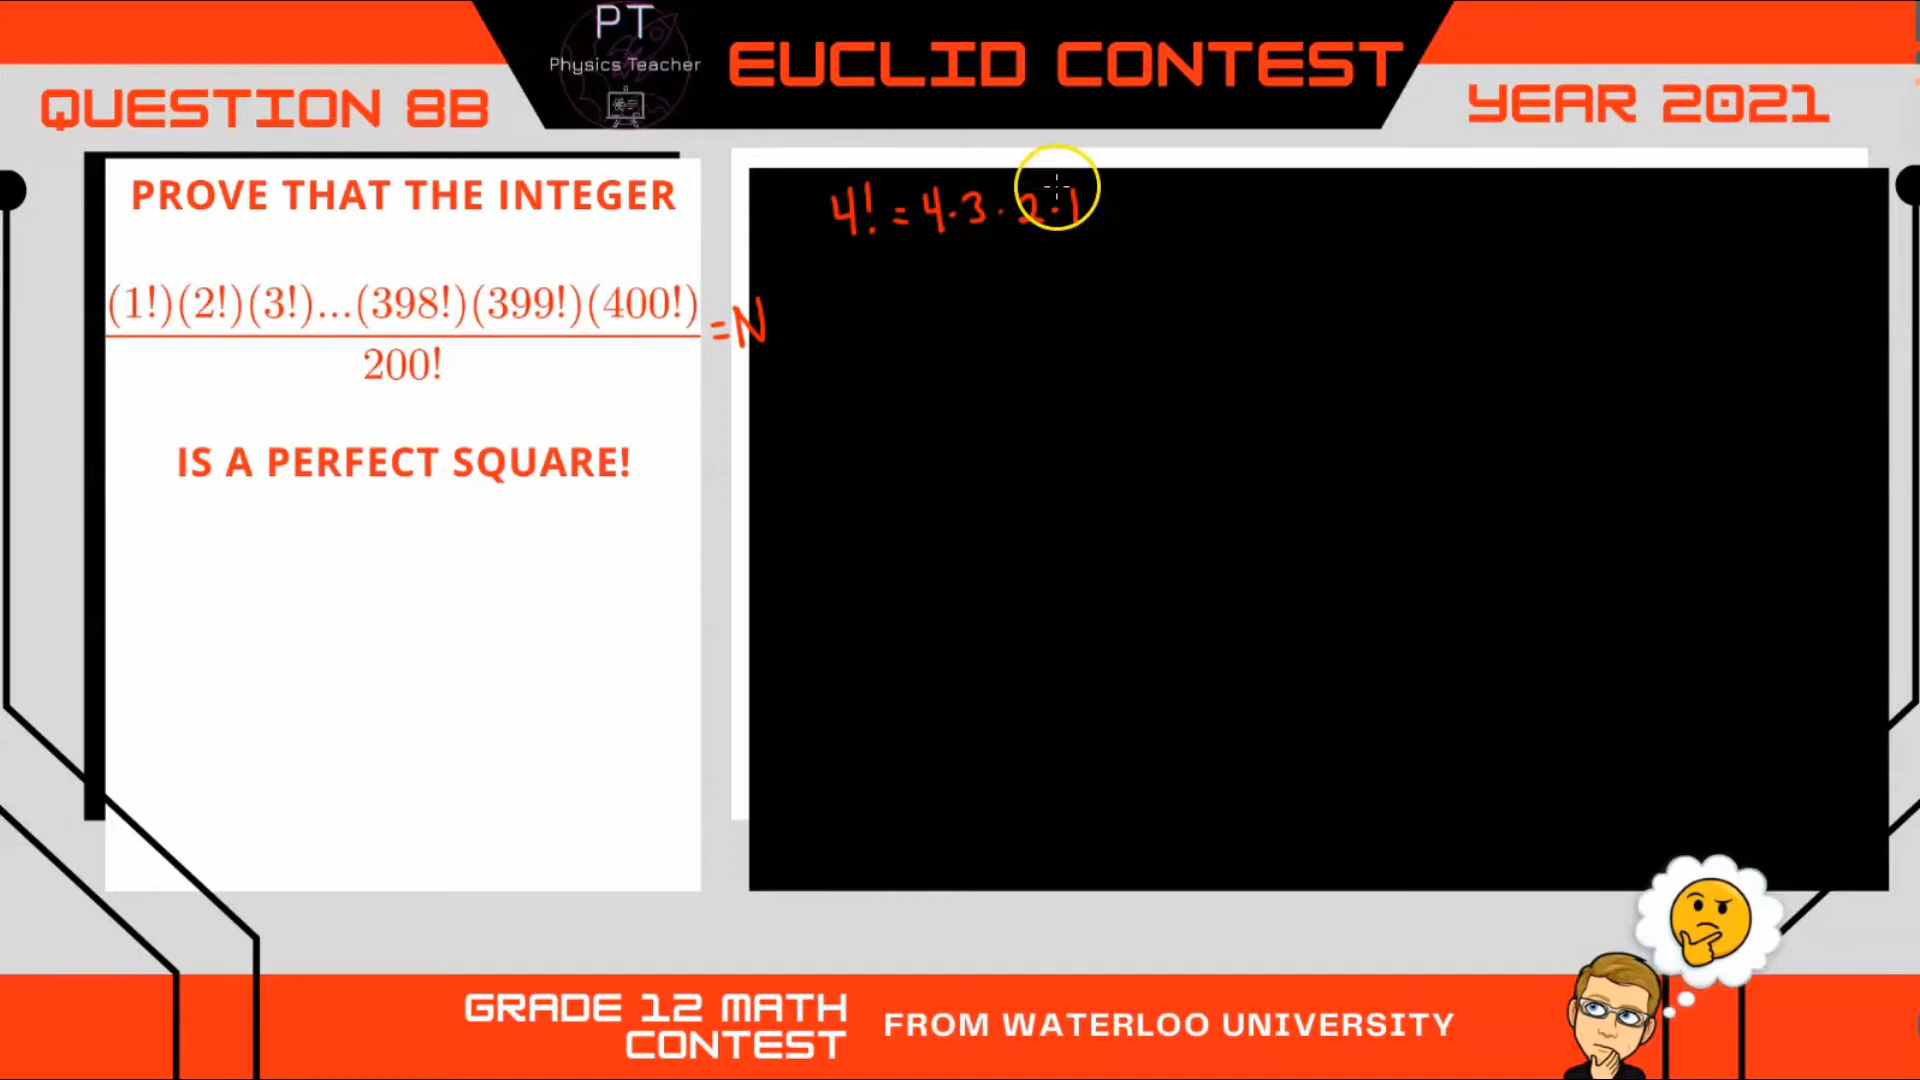 PT
Physics Teacher
EUCLID CONTEST
QUESTION 8B
YEAR 2021
PROVE THAT THE INTEGER
(1!)(2!)(3!)...(398!)(399!)(400!)
200!
= N
IS A PERFECT SQUARE!
4! = 4 · 3 · 2 · 1
GRADE 12 MATH
CONTEST
FROM WATERLOO UNIVERSITY